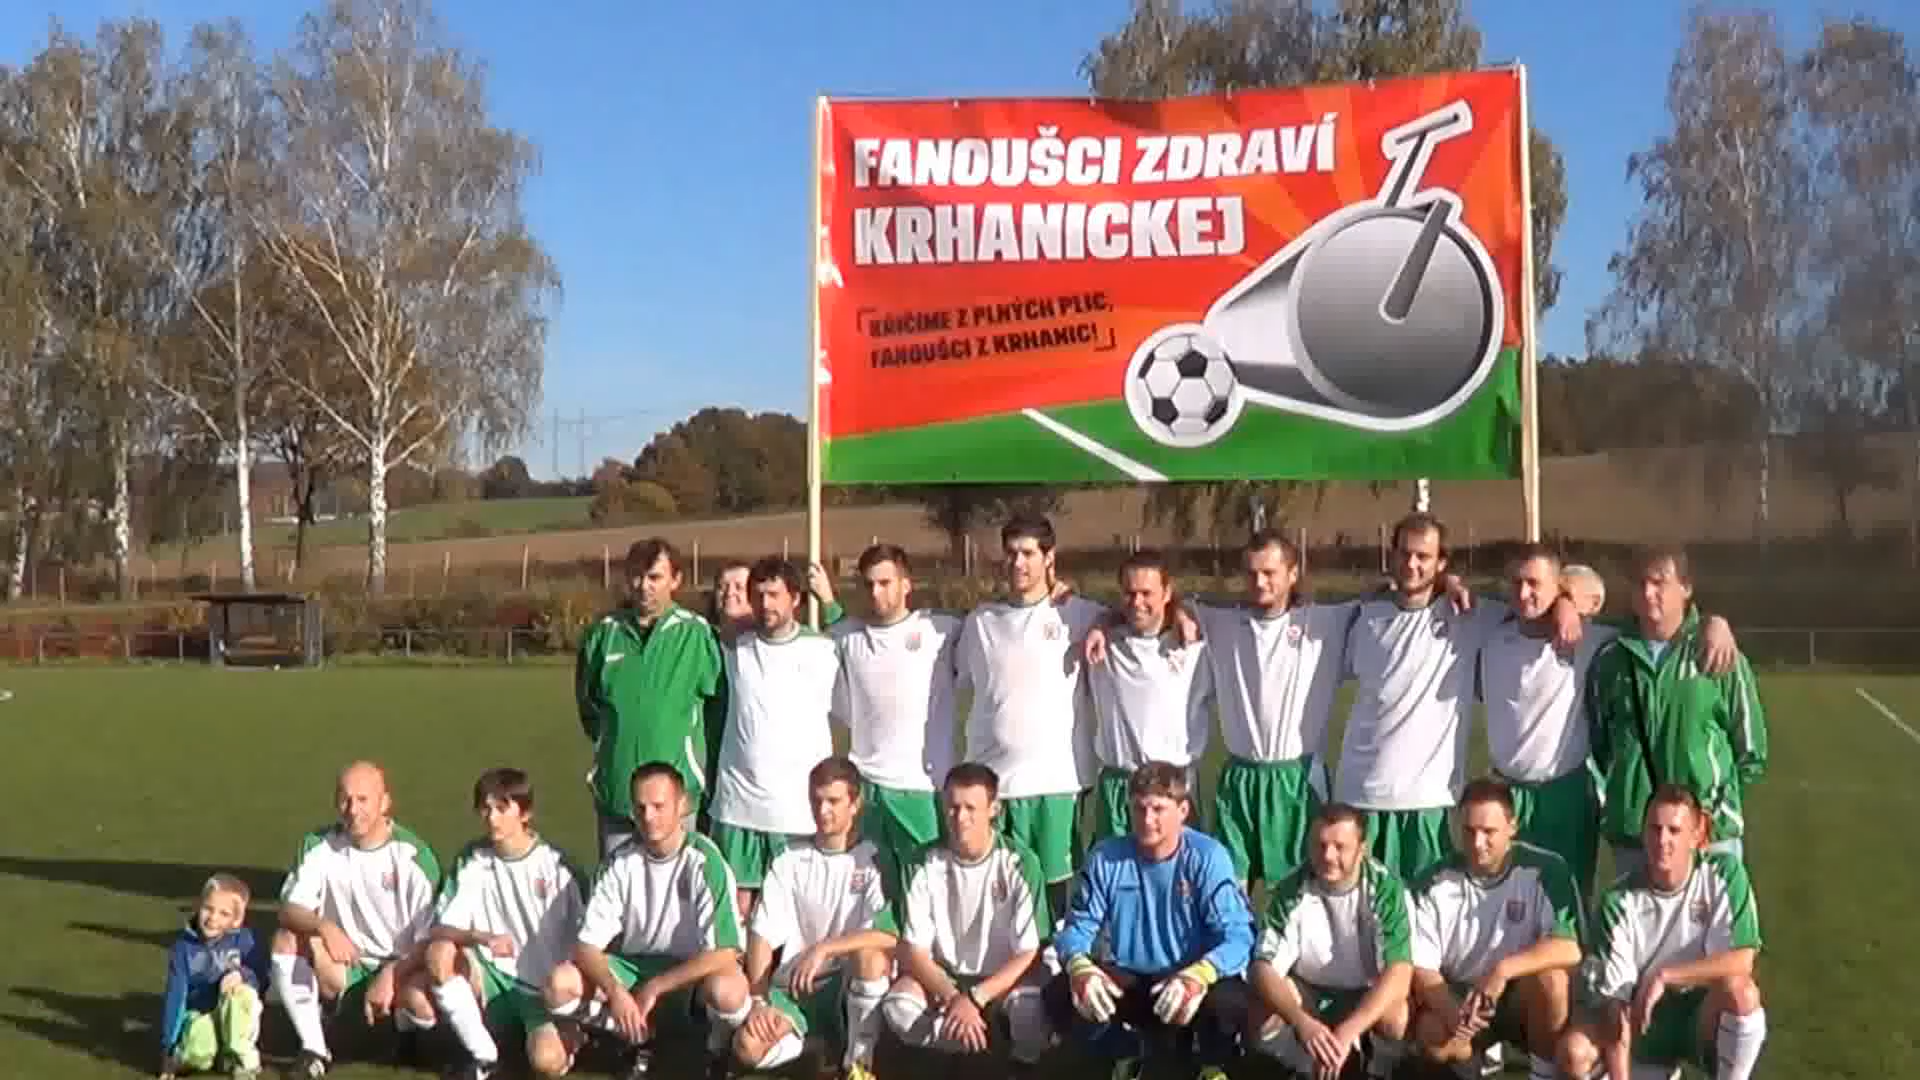 FANOUŠCI ZDRAVÍ
KRHANICKEJ
KŘIČÍME Z PLNÝCH PLIC,
FANOUŠCI Z KRHANIC!